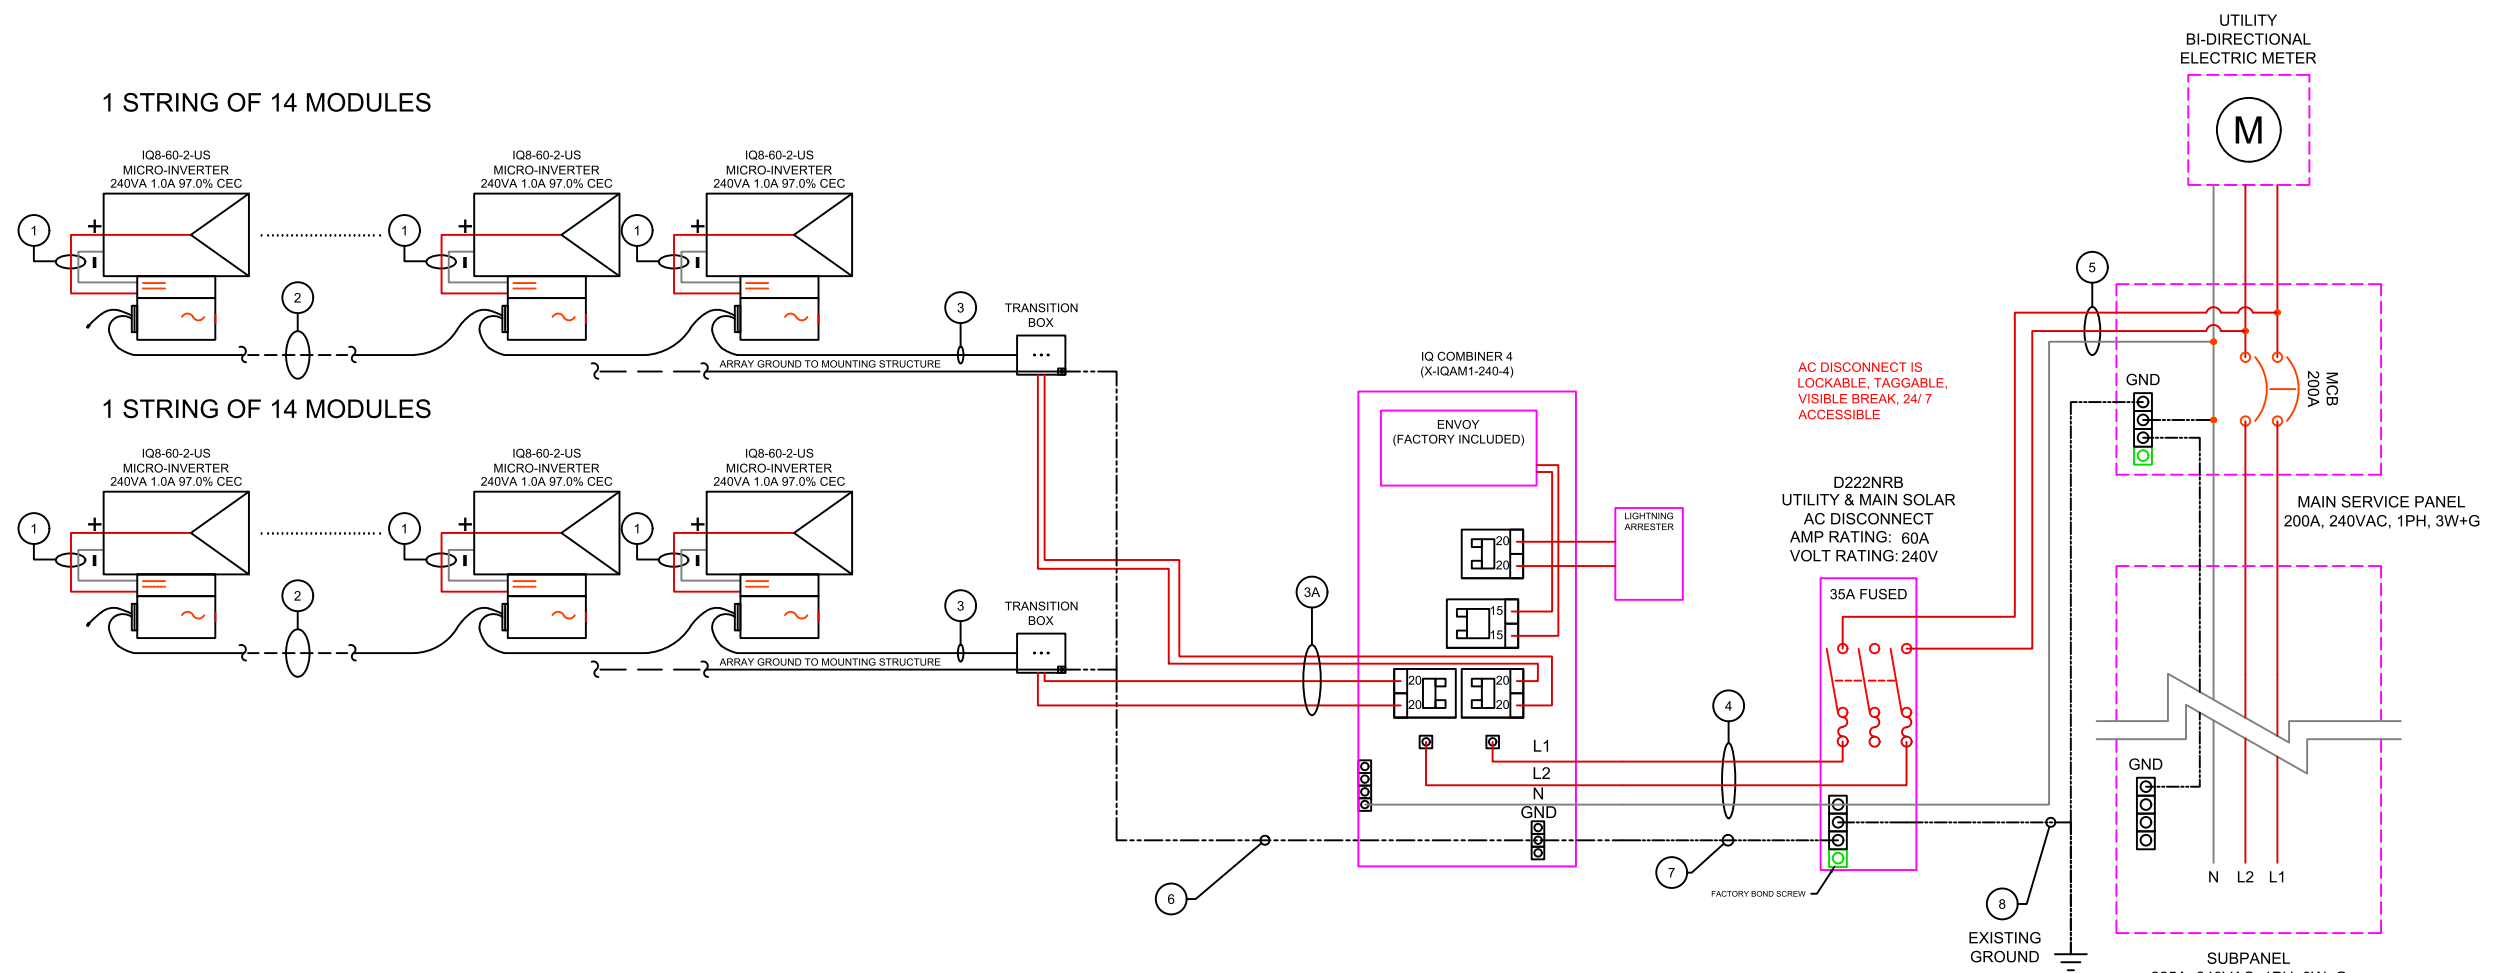 UTILITY
BI-DIRECTIONAL
ELECTRIC METER
M
1 STRING OF 14 MODULES
IQ8-60-2-US
MICRO-INVERTER
240VA 1.0A 97.0% CEC
IQ8-60-2-US
MICRO-INVERTER
240VA 1.0A 97.0% CEC
IQ8-60-2-US
MICRO-INVERTER
240VA 1.0A 97.0% CEC
1
+
-
1
+
-
1
+
-
2
3
TRANSITION
BOX
ARRAY GROUND TO MOUNTING STRUCTURE
1 STRING OF 14 MODULES
IQ8-60-2-US
MICRO-INVERTER
240VA 1.0A 97.0% CEC
IQ8-60-2-US
MICRO-INVERTER
240VA 1.0A 97.0% CEC
IQ8-60-2-US
MICRO-INVERTER
240VA 1.0A 97.0% CEC
1
+
-
1
+
-
1
+
-
2
3
TRANSITION
BOX
ARRAY GROUND TO MOUNTING STRUCTURE
3A
IQ COMBINER 4
(X-IQAM1-240-4)
ENVOY
(FACTORY INCLUDED)
20
20
LIGHTNING
ARRESTER
15
15
20
20
20
20
L1
L2
N
GND
6
7
4
AC DISCONNECT IS
LOCKABLE, TAGGABLE,
VISIBLE BREAK, 24/ 7
ACCESSIBLE
D222NRB
UTILITY & MAIN SOLAR
AC DISCONNECT
AMP RATING: 60A
VOLT RATING: 240V
35A FUSED
FACTORY BOND SCREW
8
EXISTING
GROUND
5
GND
MCB
200A
MAIN SERVICE PANEL
200A, 240VAC, 1PH, 3W+G
GND
N
L2
L1
SUBPANEL